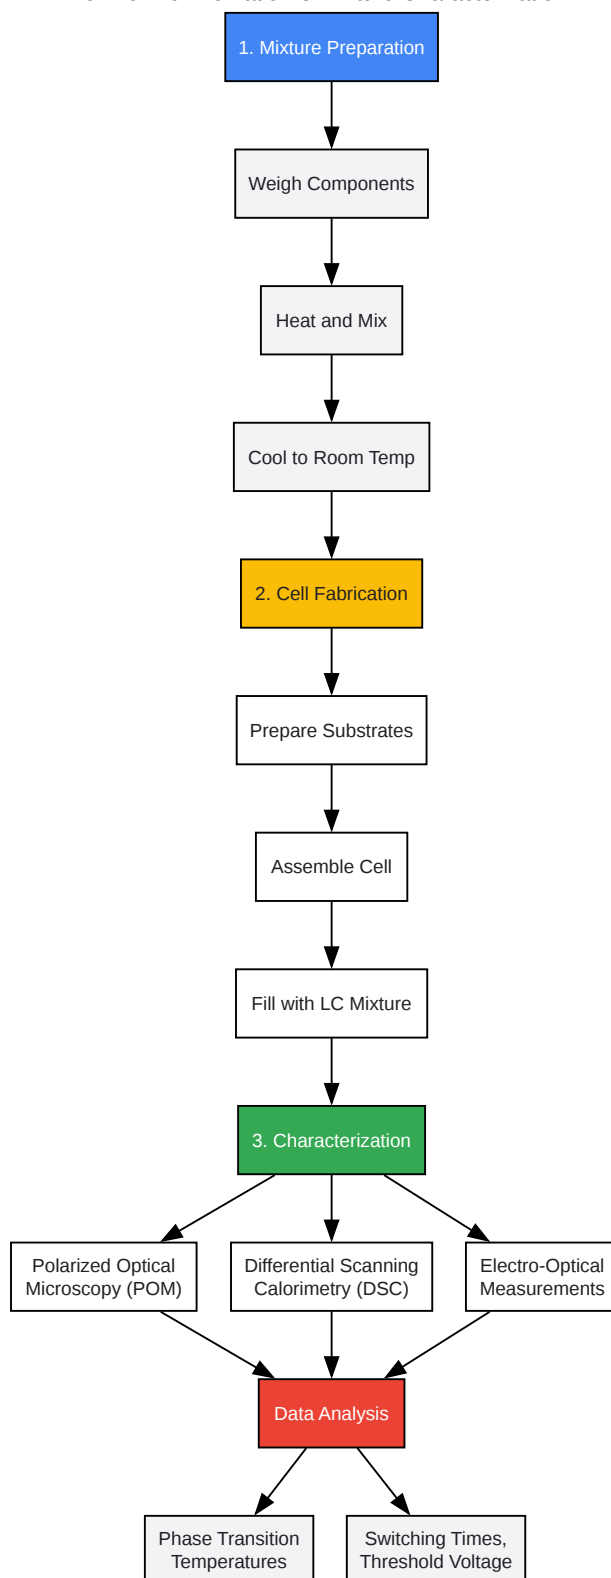 1. Mixture Preparation
Weigh Components
Heat and Mix
Cool to Room Temp
2. Cell Fabrication
Prepare Substrates
Assemble Cell
Fill with LC Mixture
3. Characterization
Polarized Optical
Microscopy (POM)
Differential Scanning
Calorimetry (DSC)
Electro-Optical
Measurements
Data Analysis
Phase Transition
Temperatures
Switching Times,
Threshold Voltage